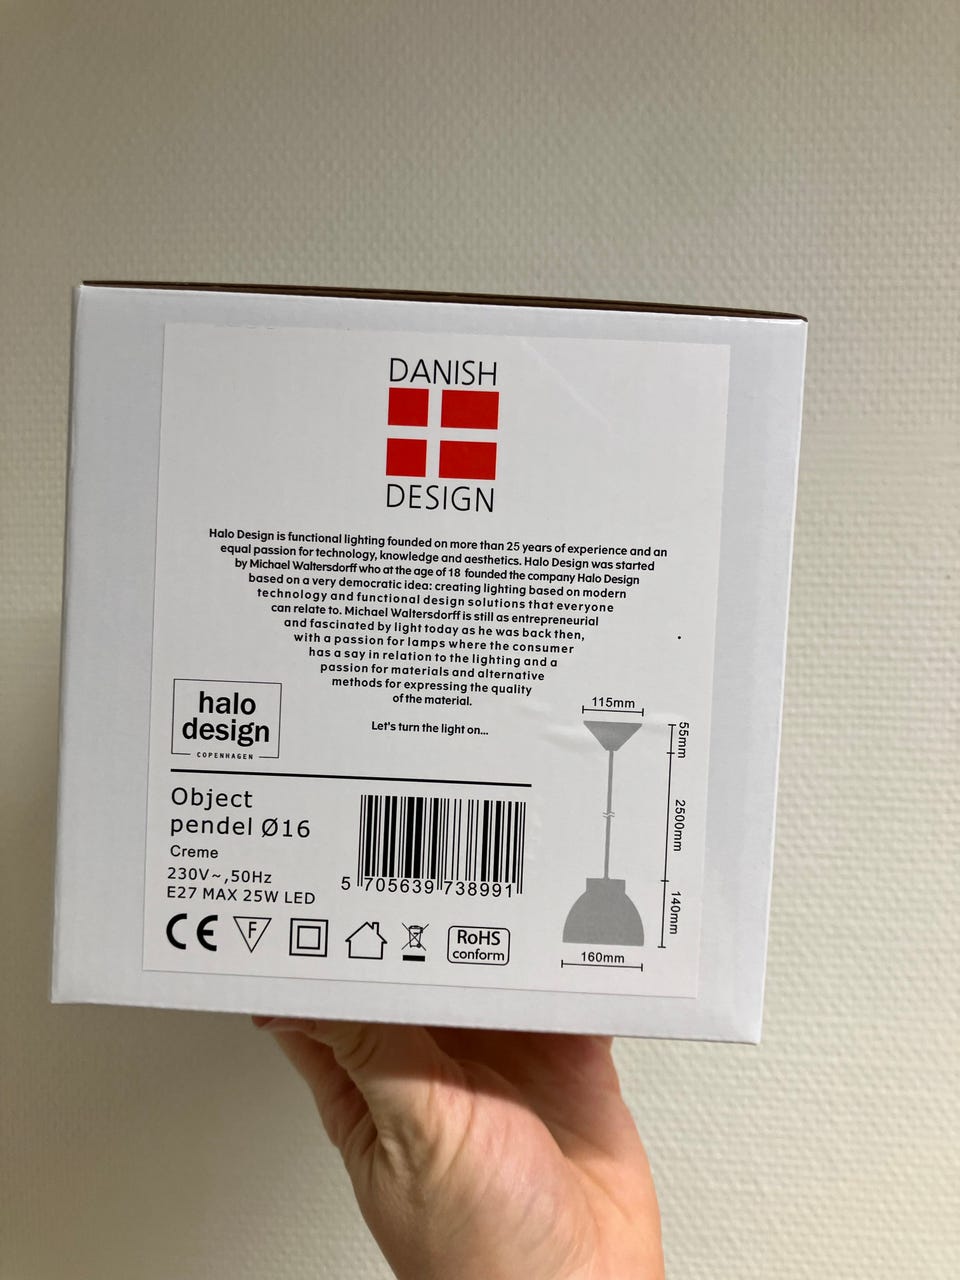 DANISH
DESIGN
Halo Design is functional lighting founded on more than 25 years of experience and an
equal passion for technology, knowledge and aesthetics. Halo Design was started
by Michael Waltersdorff who at the age of 18 founded the company Halo Design
based on a very democratic idea: creating lighting based on modern
technology and functional design solutions that everyone
can relate to. Michael Waltersdorff is still as entrepreneurial
and fascinated by light today as he was back then,
with a passion for lamps where the consumer
has a say in relation to the lighting and a
passion for materials and alternative
methods for expressing the quality
of the material.
Let's turn the light on...
halo
design
COPENHAGEN
Object
pendel Ø16
Creme
230V~,50Hz
E27 MAX 25W LED
5 705639 738991
CE
F
RoHS
conform
115mm
55mm
2500mm
140mm
160mm